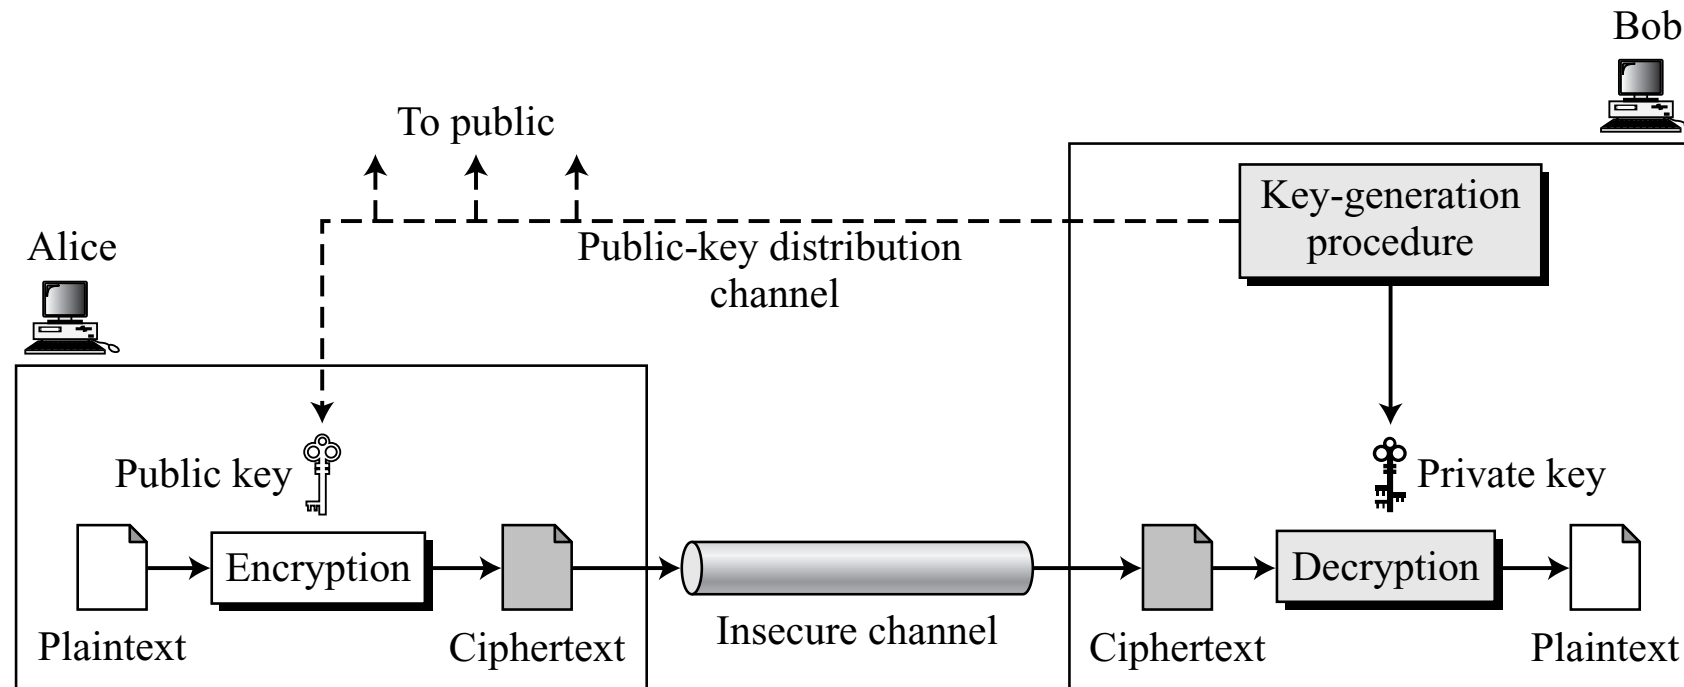 Bob
To public
Key-generation
procedure
Public-key distribution
channel
Alice
Public key
Private key
Encryption
Decryption
Plaintext
Ciphertext
Insecure channel
Ciphertext
Plaintext